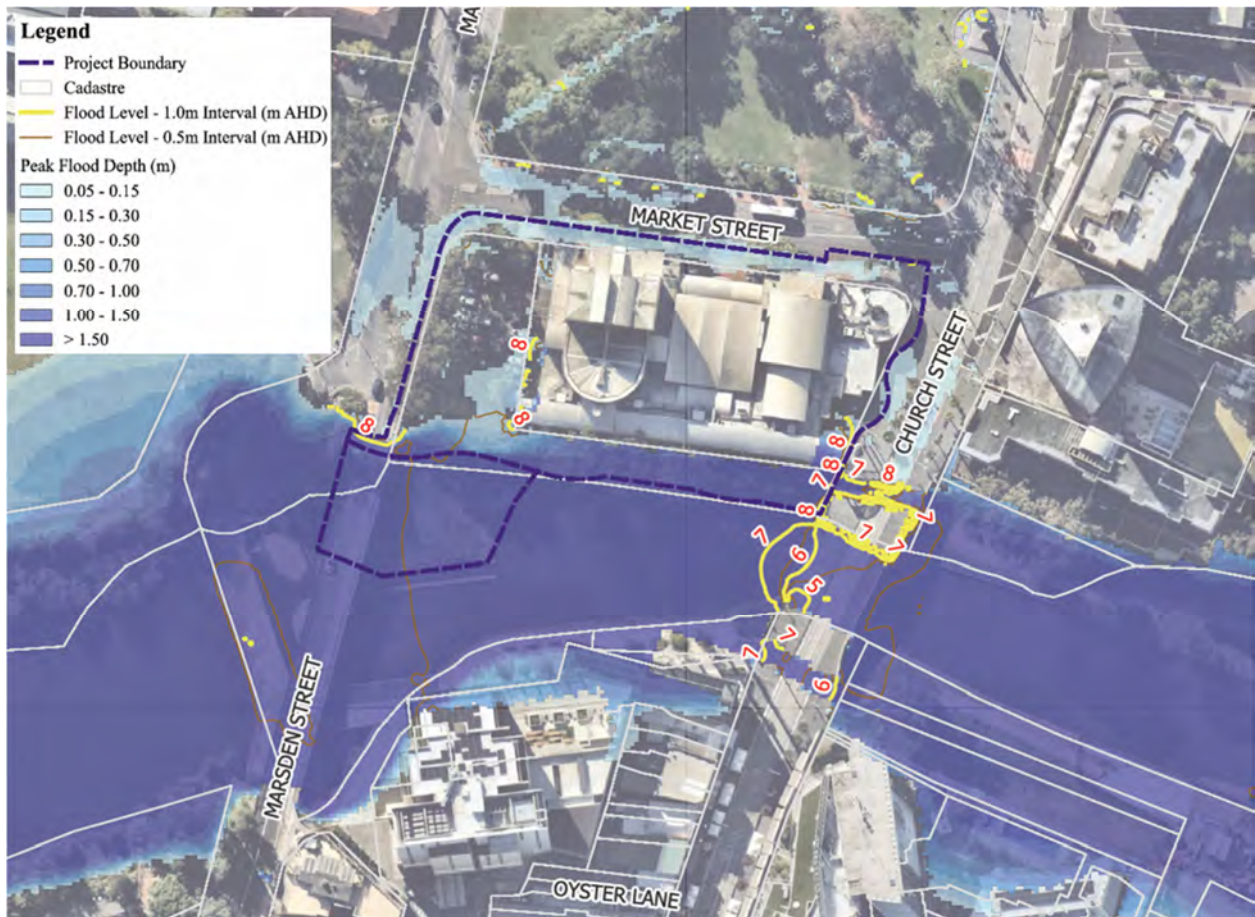 Legend
Project Boundary
Cadastre
Flood Level - 1.0m Interval (m AHD)
Flood Level - 0.5m Interval (m AHD)
Peak Flood Depth (m)
0.05 - 0.15
0.15 - 0.30
0.30 - 0.50
0.50 - 0.70
0.70 - 1.00
1.00 - 1.50
> 1.50
MA
MARKET STREET
CHURCH STREET
8
8
8
8
8
7
8
7
8
7
7
6
7
7
5
7
7
6
MARSDEN STREET
OYSTER LANE